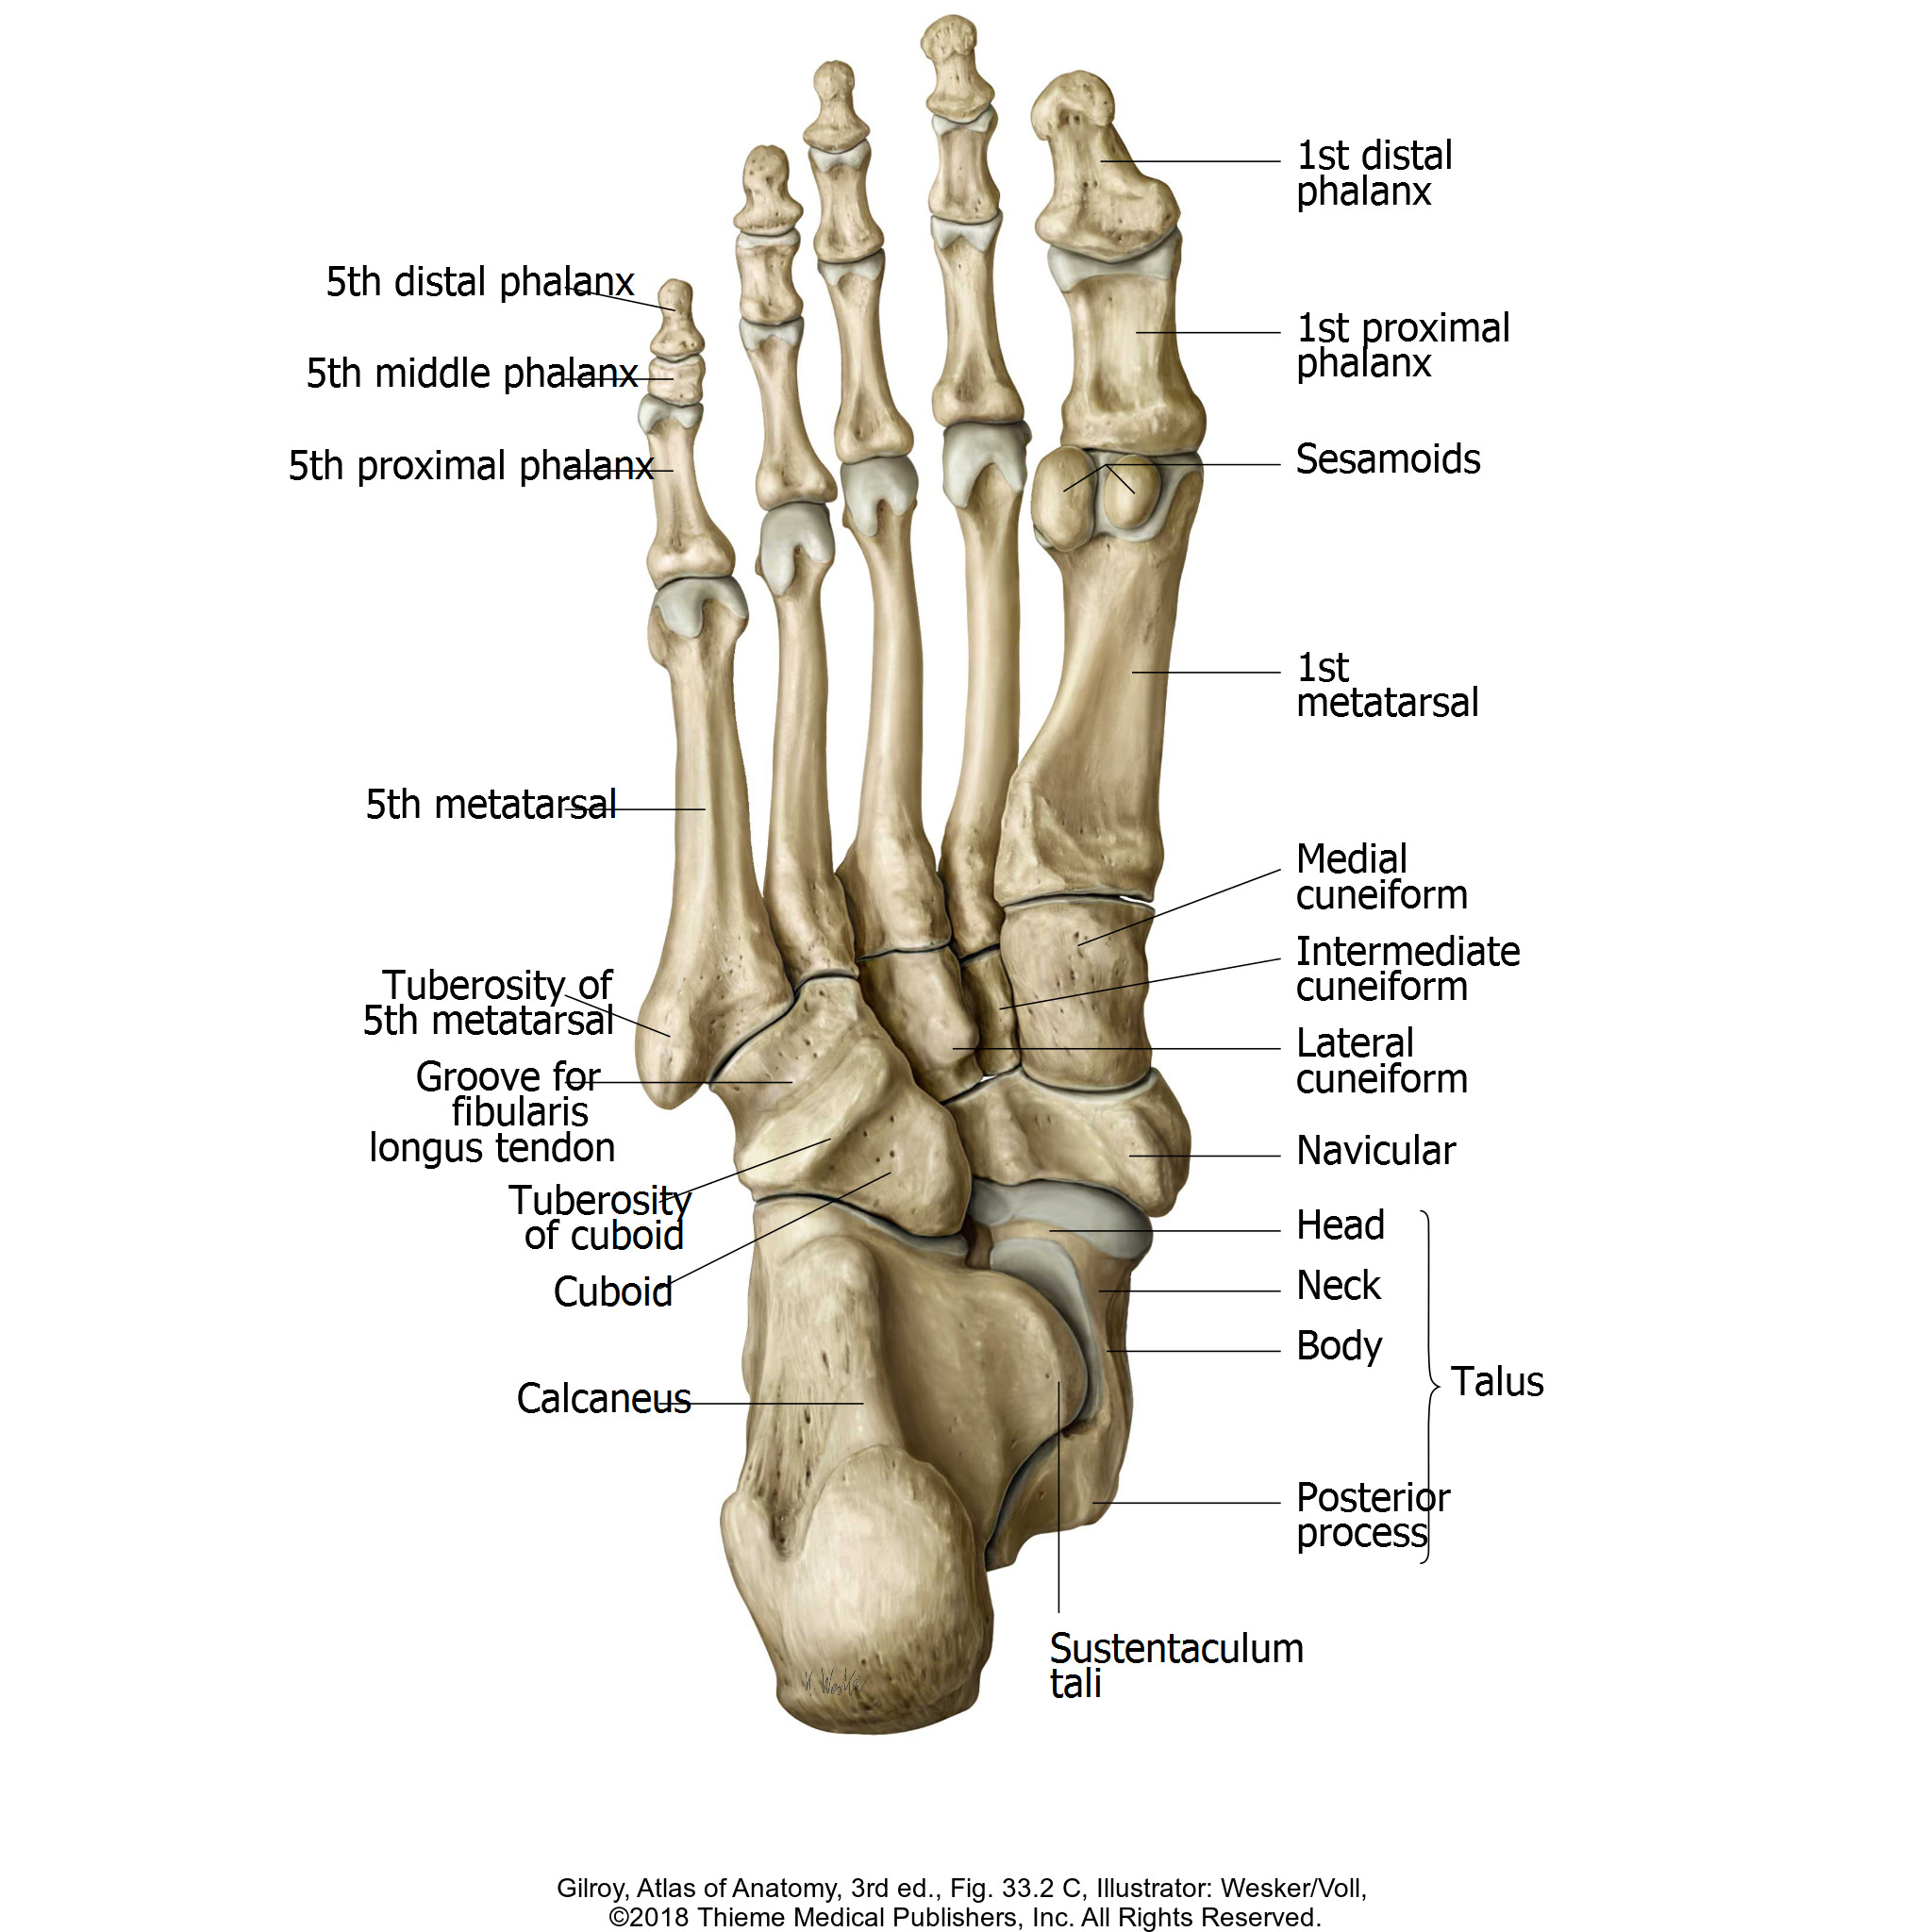 1st distal
phalanx
5th distal phalanx
1st proximal
phalanx
5th middle phalanx
5th proximal phalanx
Sesamoids
1st
metatarsal
5th metatarsal
Medial
cuneiform
Intermediate
cuneiform
Tuberosity of
5th metatarsal
Lateral
cuneiform
Groove for
fibularis
longus tendon
Navicular
Tuberosity
of cuboid
Head
Cuboid
Neck
Body
Talus
Calcaneus
Posterior
process
Sustentaculum
tali
Gilroy, Atlas of Anatomy, 3rd ed., Fig. 33.2 C, Illustrator: Wesker/Voll,
©2018 Thieme Medical Publishers, Inc. All Rights Reserved.